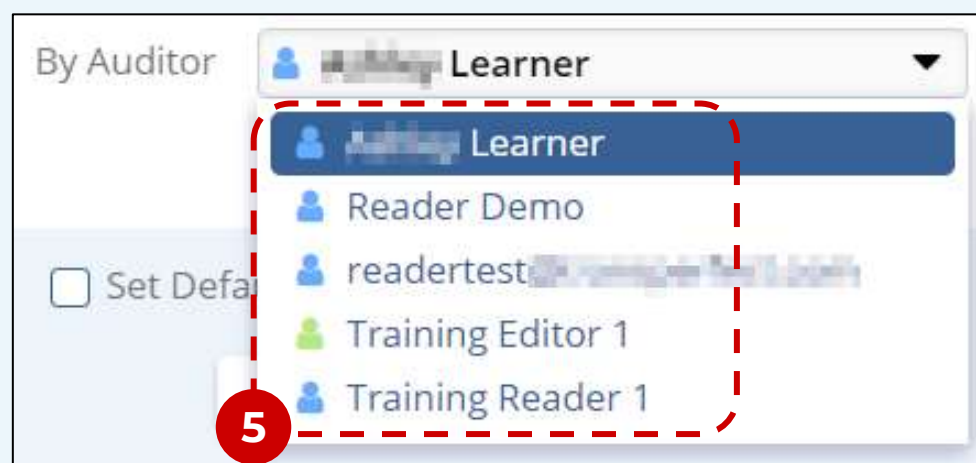 By Auditor
Learner
Learner
Reader Demo
readertest
Set Defa
Training Editor 1
Training Reader 1
5